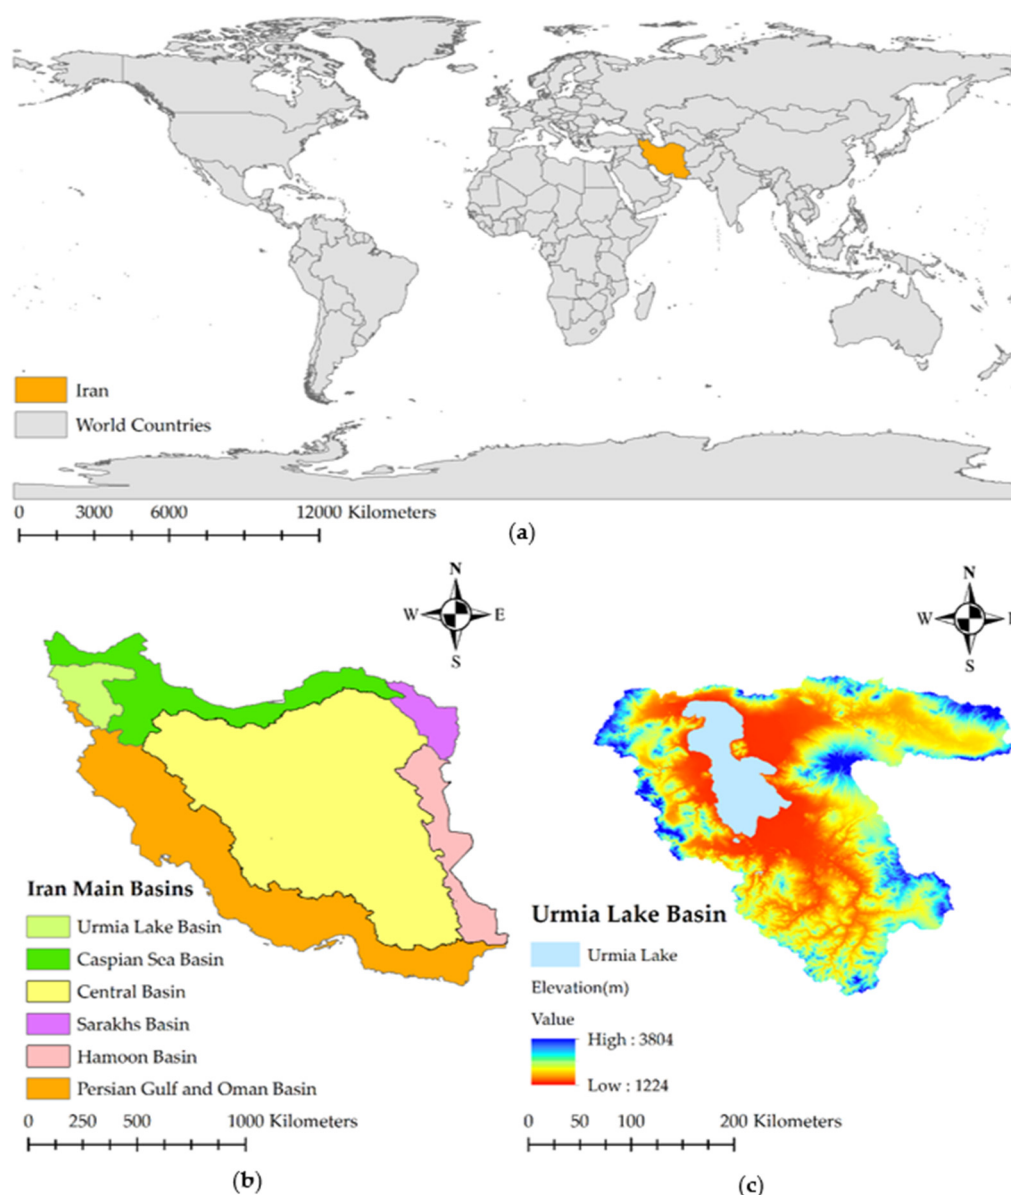 Iran
World Countries
0 3000 6000 12000 Kilometers
(a)
N
W E
S
Iran Main Basins
Urmia Lake Basin
Caspian Sea Basin
Central Basin
Sarakhs Basin
Hamoon Basin
Persian Gulf and Oman Basin
0 250 500 1000 Kilometers
(b)
N
W
S
Urmia Lake Basin
Urmia Lake
Elevation(m)
Value
High : 3804
Low : 1224
0 50 100 200 Kilometers
(c)